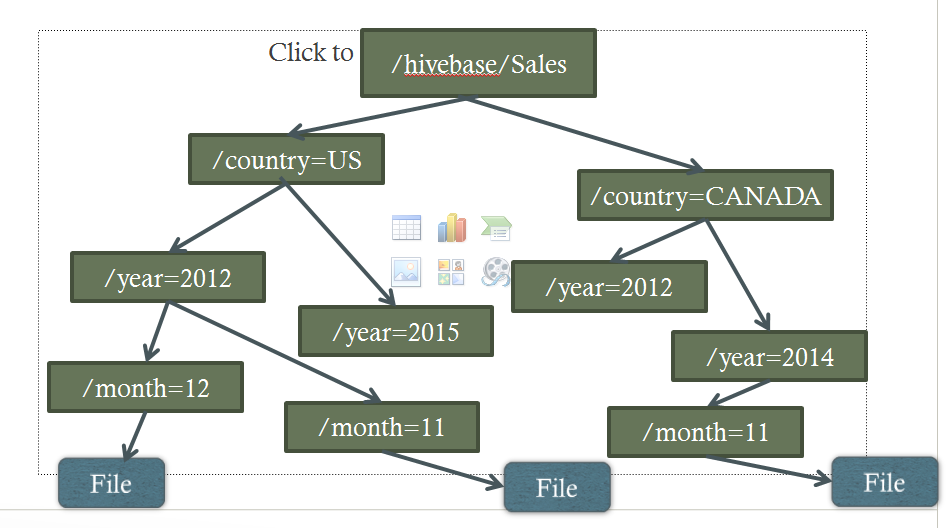 Click to
/hivebase/Sales
/country=US
/country=CANADA
/year=2012
/year=2012
/year=2015
/year=2014
/month=12
/month=11
/month=11
File
File
File